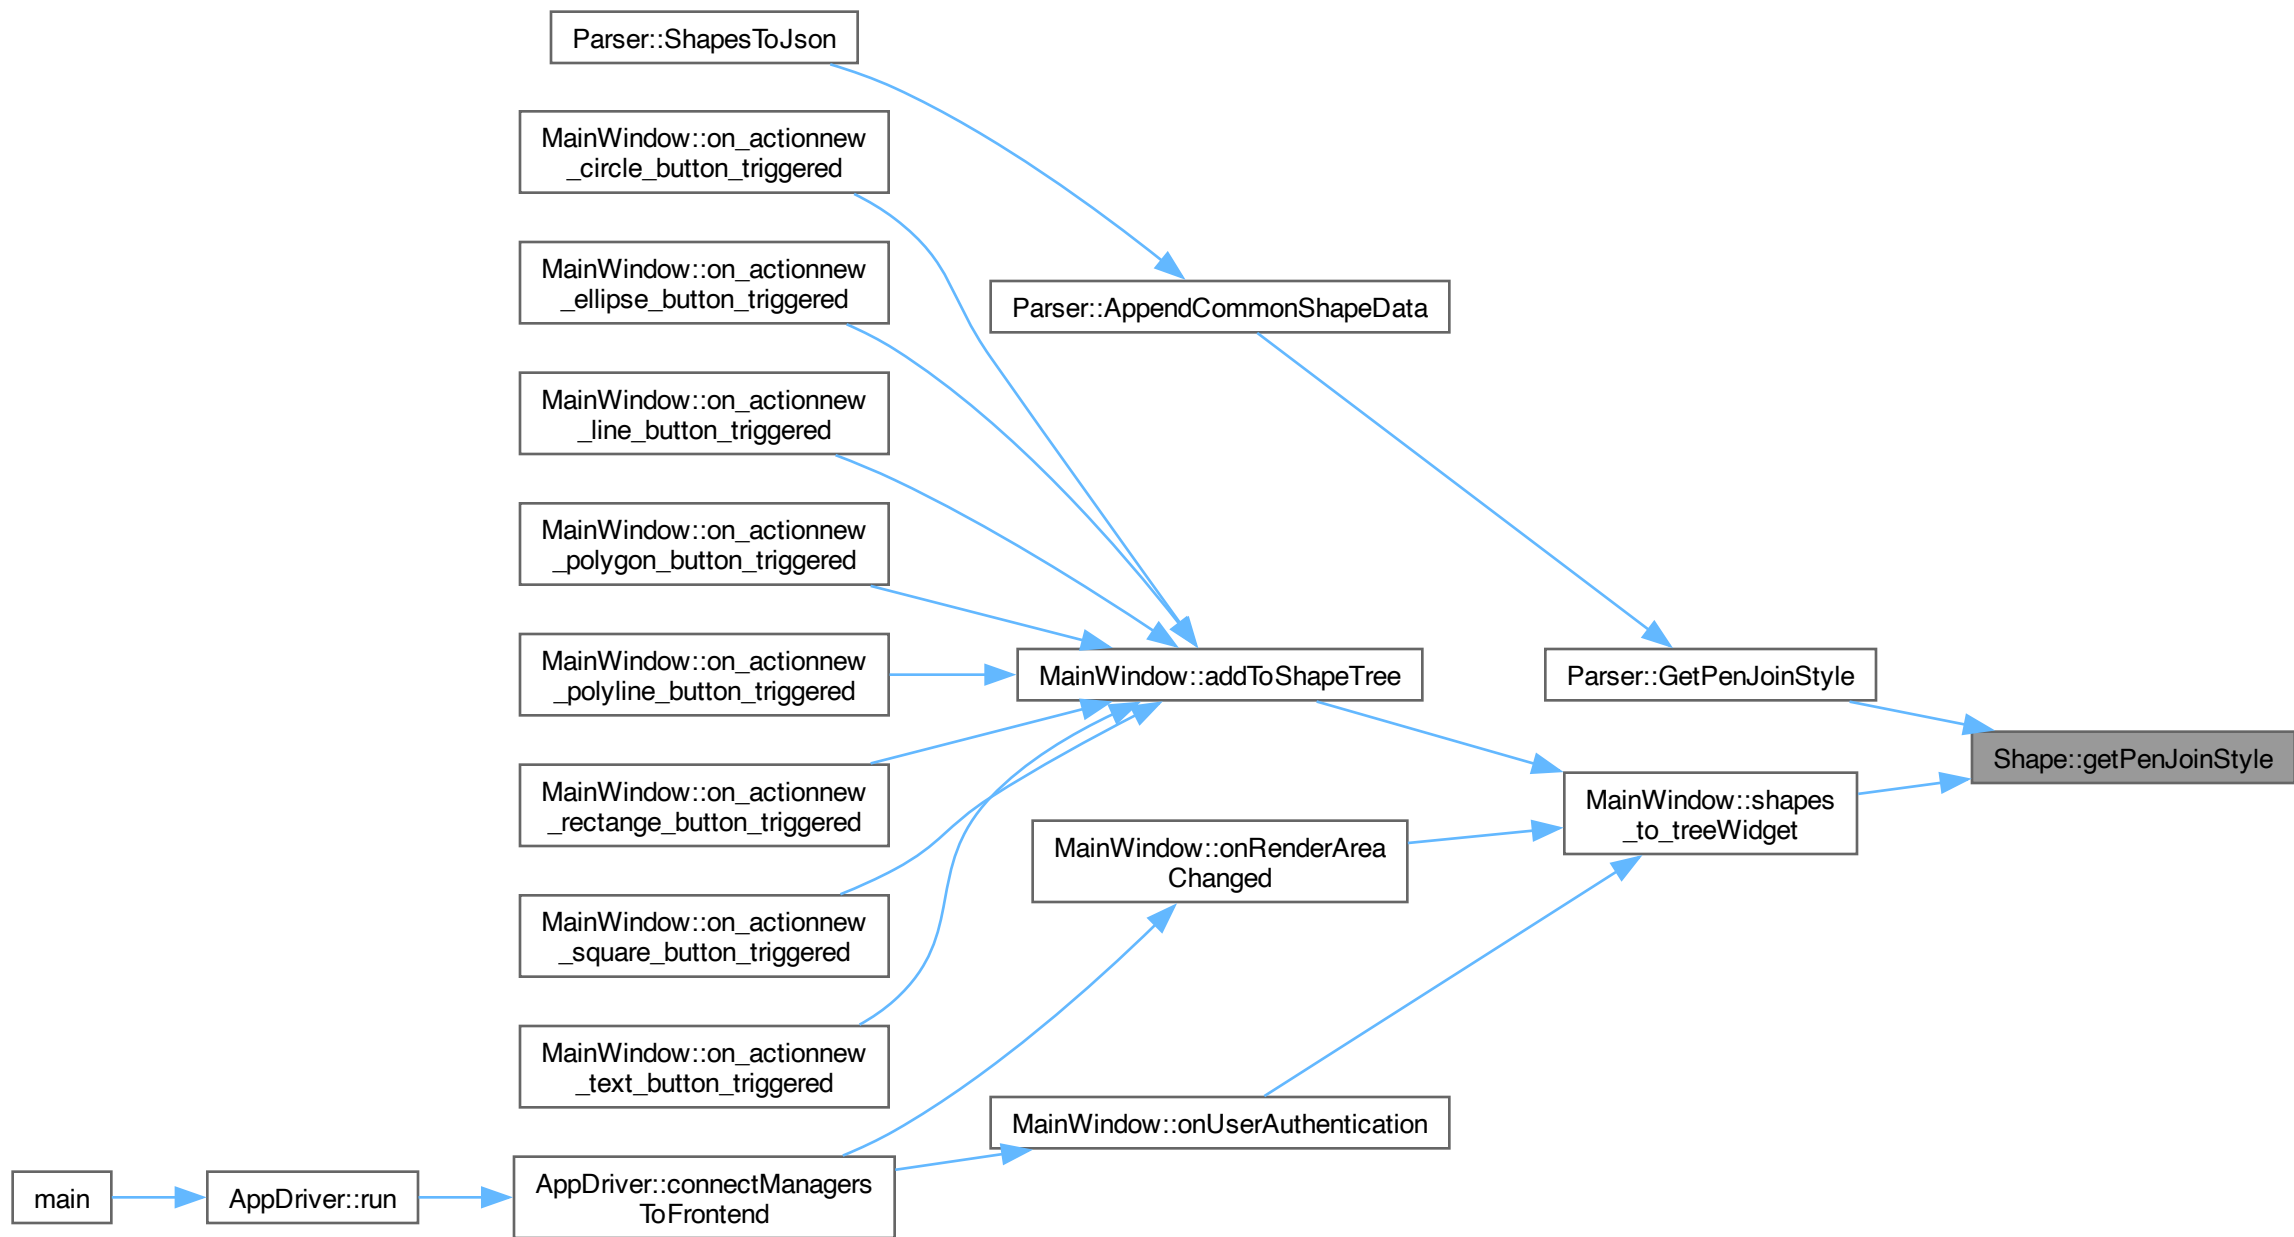 Parser::ShapesToJson
MainWindow::on_actionnew
_circle_button_triggered
MainWindow::on_actionnew
_ellipse_button_triggered
Parser::AppendCommonShapeData
MainWindow::on_actionnew
_line_button_triggered
MainWindow::on_actionnew
_polygon_button_triggered
MainWindow::on_actionnew
_polyline_button_triggered
MainWindow::addToShapeTree
Parser::GetPenJoinStyle
Shape::getPenJoinStyle
MainWindow::on_actionnew
_rectange_button_triggered
MainWindow::shapes
_to_treeWidget
MainWindow::onRenderArea
Changed
MainWindow::on_actionnew
_square_button_triggered
MainWindow::on_actionnew
_text_button_triggered
MainWindow::onUserAuthentication
main
AppDriver::run
AppDriver::connectManagers
ToFrontend